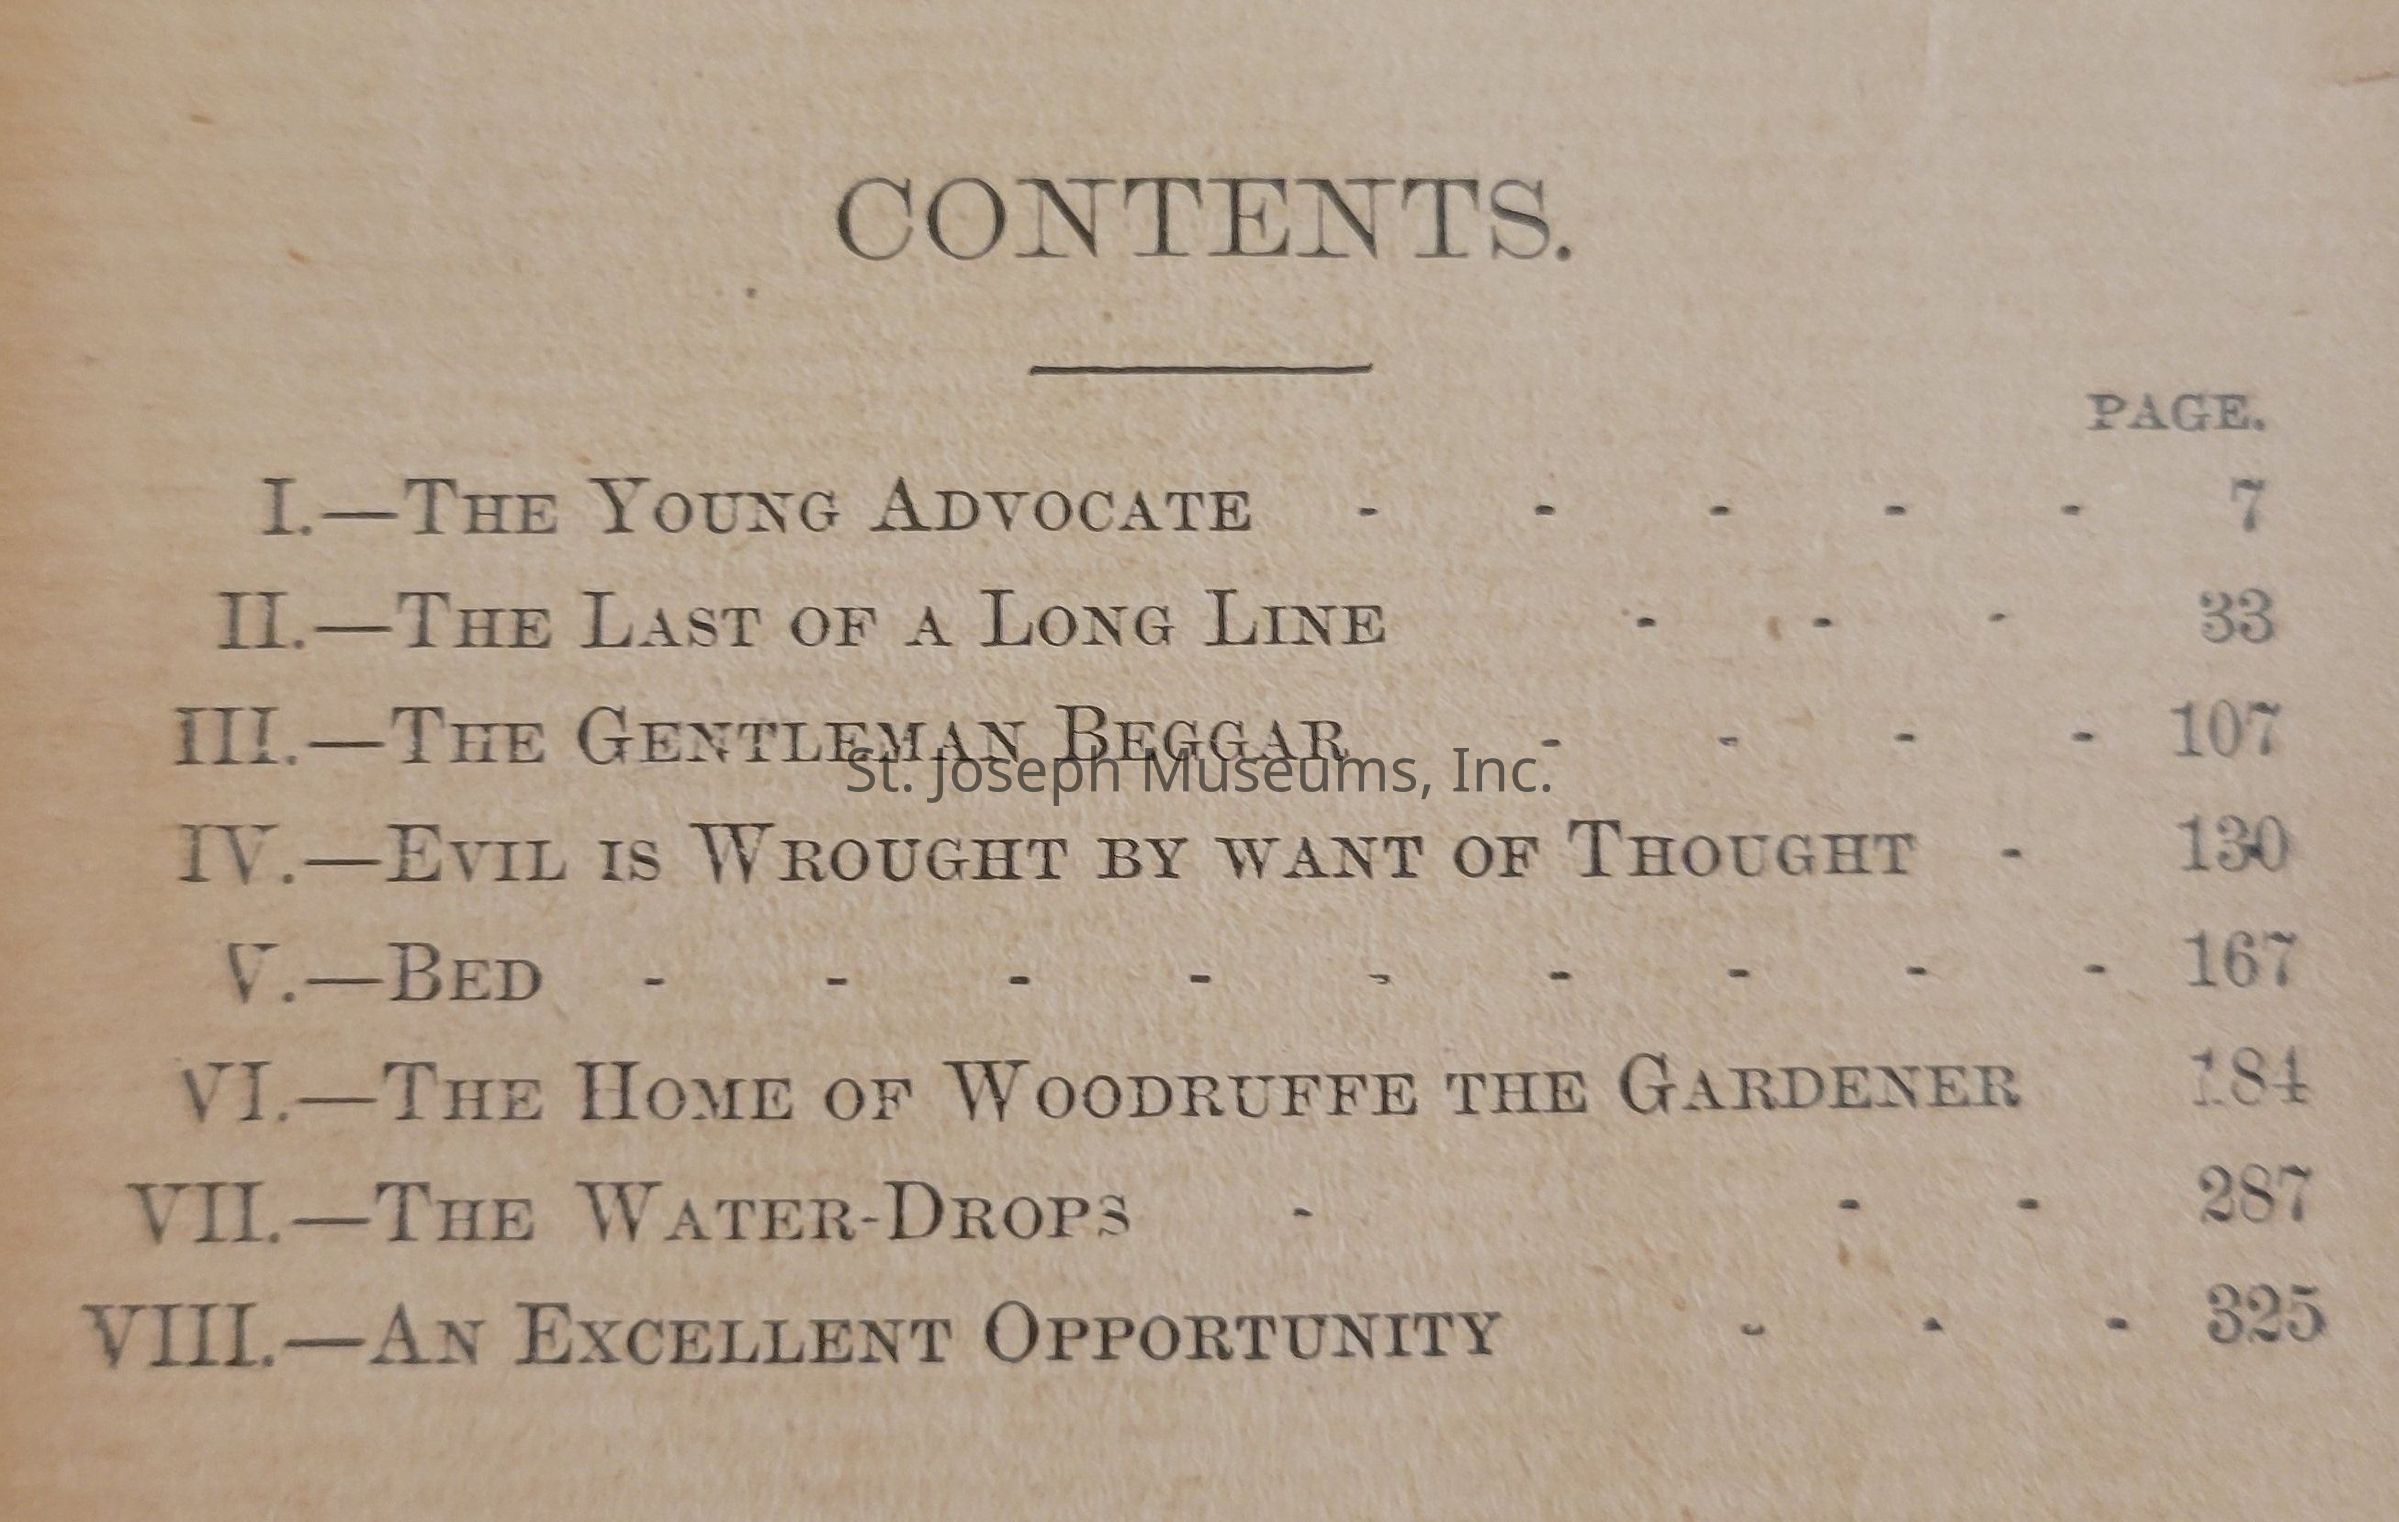 CONTENTS.
PAGE.
I.—The Young Advocate - - - - - 7
II.—The Last of a Long Line - - - 33
III.—The Gentleman Beggar - - - - 107
St. Joseph Museums, Inc.
IV.—Evil is Wrought by want of Thought - 130
V.—Bed - - - - - - - - - 167
VI.—The Home of Woodruffe the Gardener 184
VII.—The Water-Drops - - - 287
VIII.—An Excellent Opportunity - - - 325